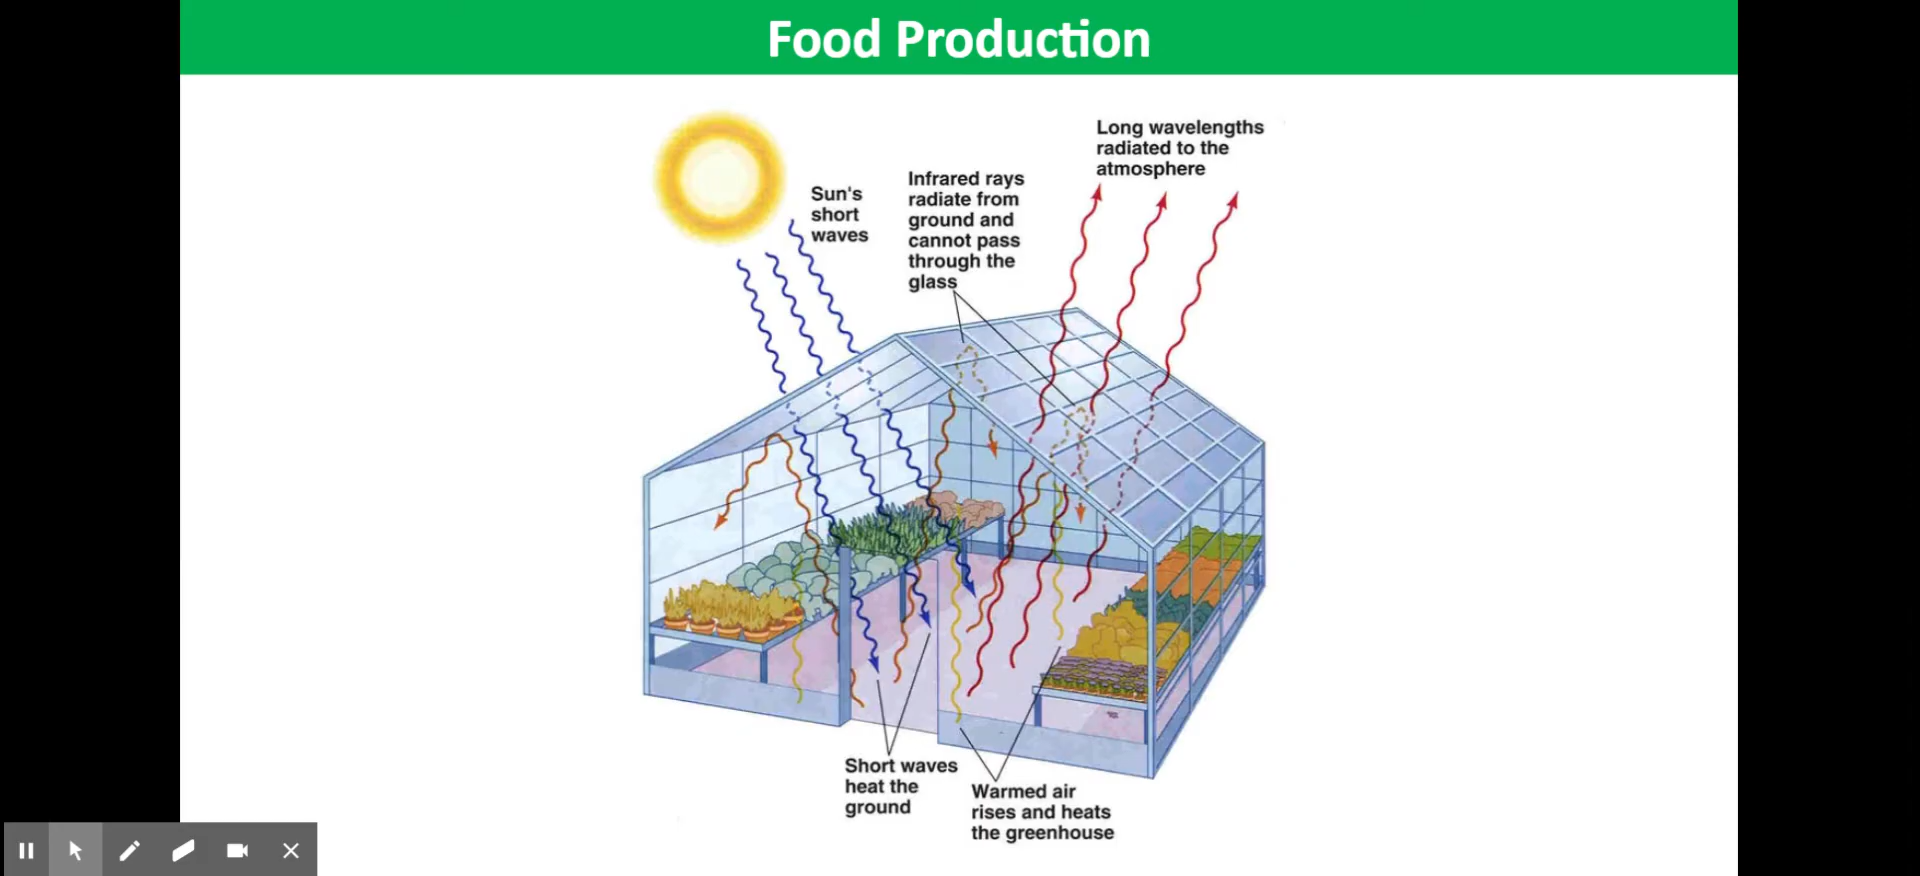 Food Production
Sun's
short
waves
Infrared rays
radiate from
ground and
cannot pass
through the
glass
Long wavelengths
radiated to the
atmosphere
Short waves
heat the
ground
Warmed air
rises and heats
the greenhouse